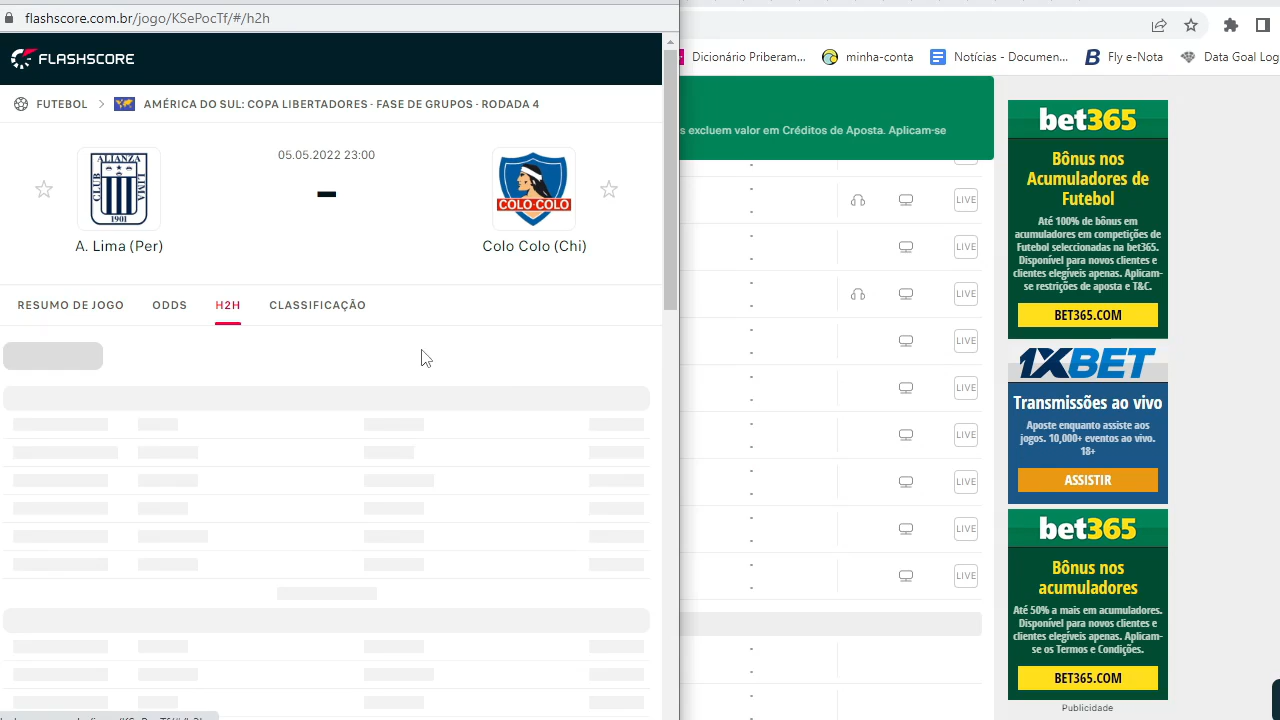 flashscore.com.br/jogo/KSePocTf/#/h2h
FLASHSCORE
FUTEBOL
AMÉRICA DO SUL: COPA LIBERTADORES - FASE DE GRUPOS - RODADA 4
05.05.2022 23:00
CLUB
ALIANZA
LIMA
1901
-
COLO COLO
A. Lima (Per)
Colo Colo (Chi)
RESUMO DE JOGO
ODDS
H2H
CLASSIFICAÇÃO
Dicionário Priberam...
minha-conta
Notícias - Documen...
Fly e-Nota
Data Goal Log
s excluem valor em Créditos de Aposta. Aplicam-se
LIVE
LIVE
LIVE
LIVE
LIVE
LIVE
LIVE
LIVE
LIVE
bet365
Bônus nos
Acumuladores de
Futebol
Até 100% de bônus em
acumuladores em competições de
Futebol seleccionadas na bet365.
Disponível para novos clientes e
clientes elegíveis apenas. Aplicam-
se restrições de aposta e T&C.
BET365.COM
1XBET
Transmissões ao vivo
Aposte enquanto assiste aos
jogos. 10,000+ eventos ao vivo.
18+
ASSISTIR
bet365
Bônus nos
acumuladores
Até 50% a mais em acumuladores.
Disponível para novos clientes e
clientes elegíveis apenas. Aplicam-
se os Termos e Condições.
BET365.COM
Publicidade